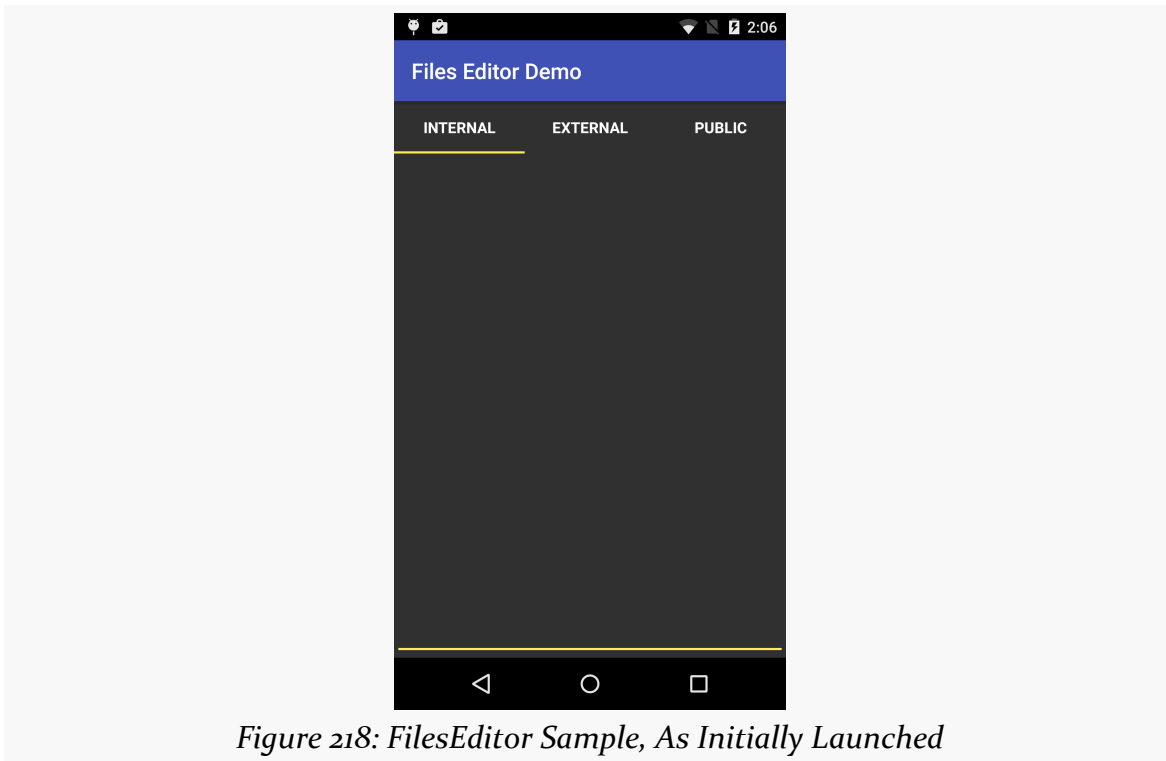 2:06
Files Editor Demo
INTERNAL EXTERNAL PUBLIC
Figure 218: FilesEditor Sample, As Initially Launched